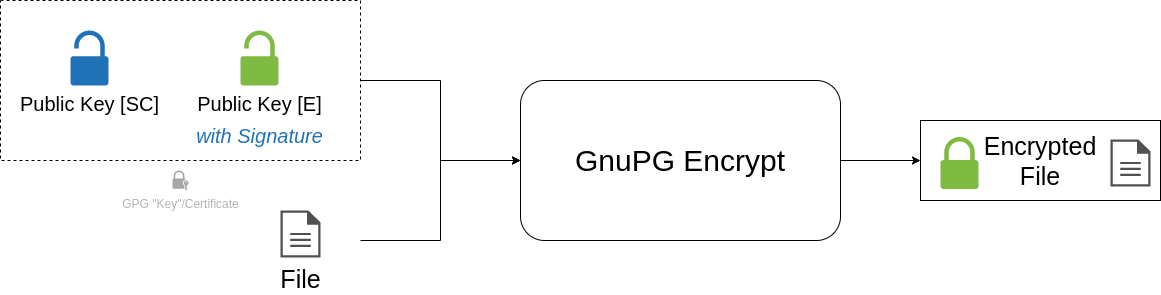 Public Key [SC]
Public Key [E]
with Signature
GPG "Key"/Certificate
File
GnuPG Encrypt
Encrypted
File